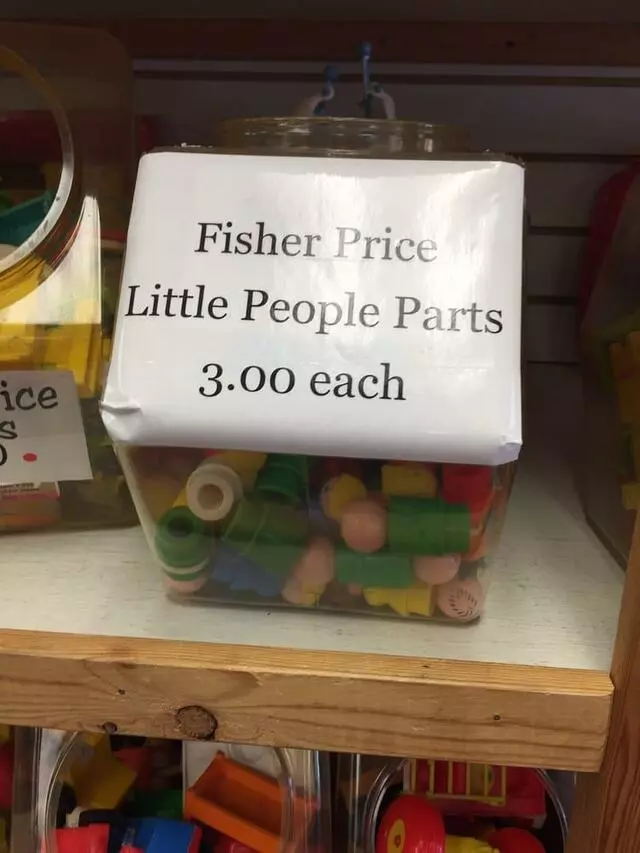 Fisher Price
Little People Parts
3.00 each